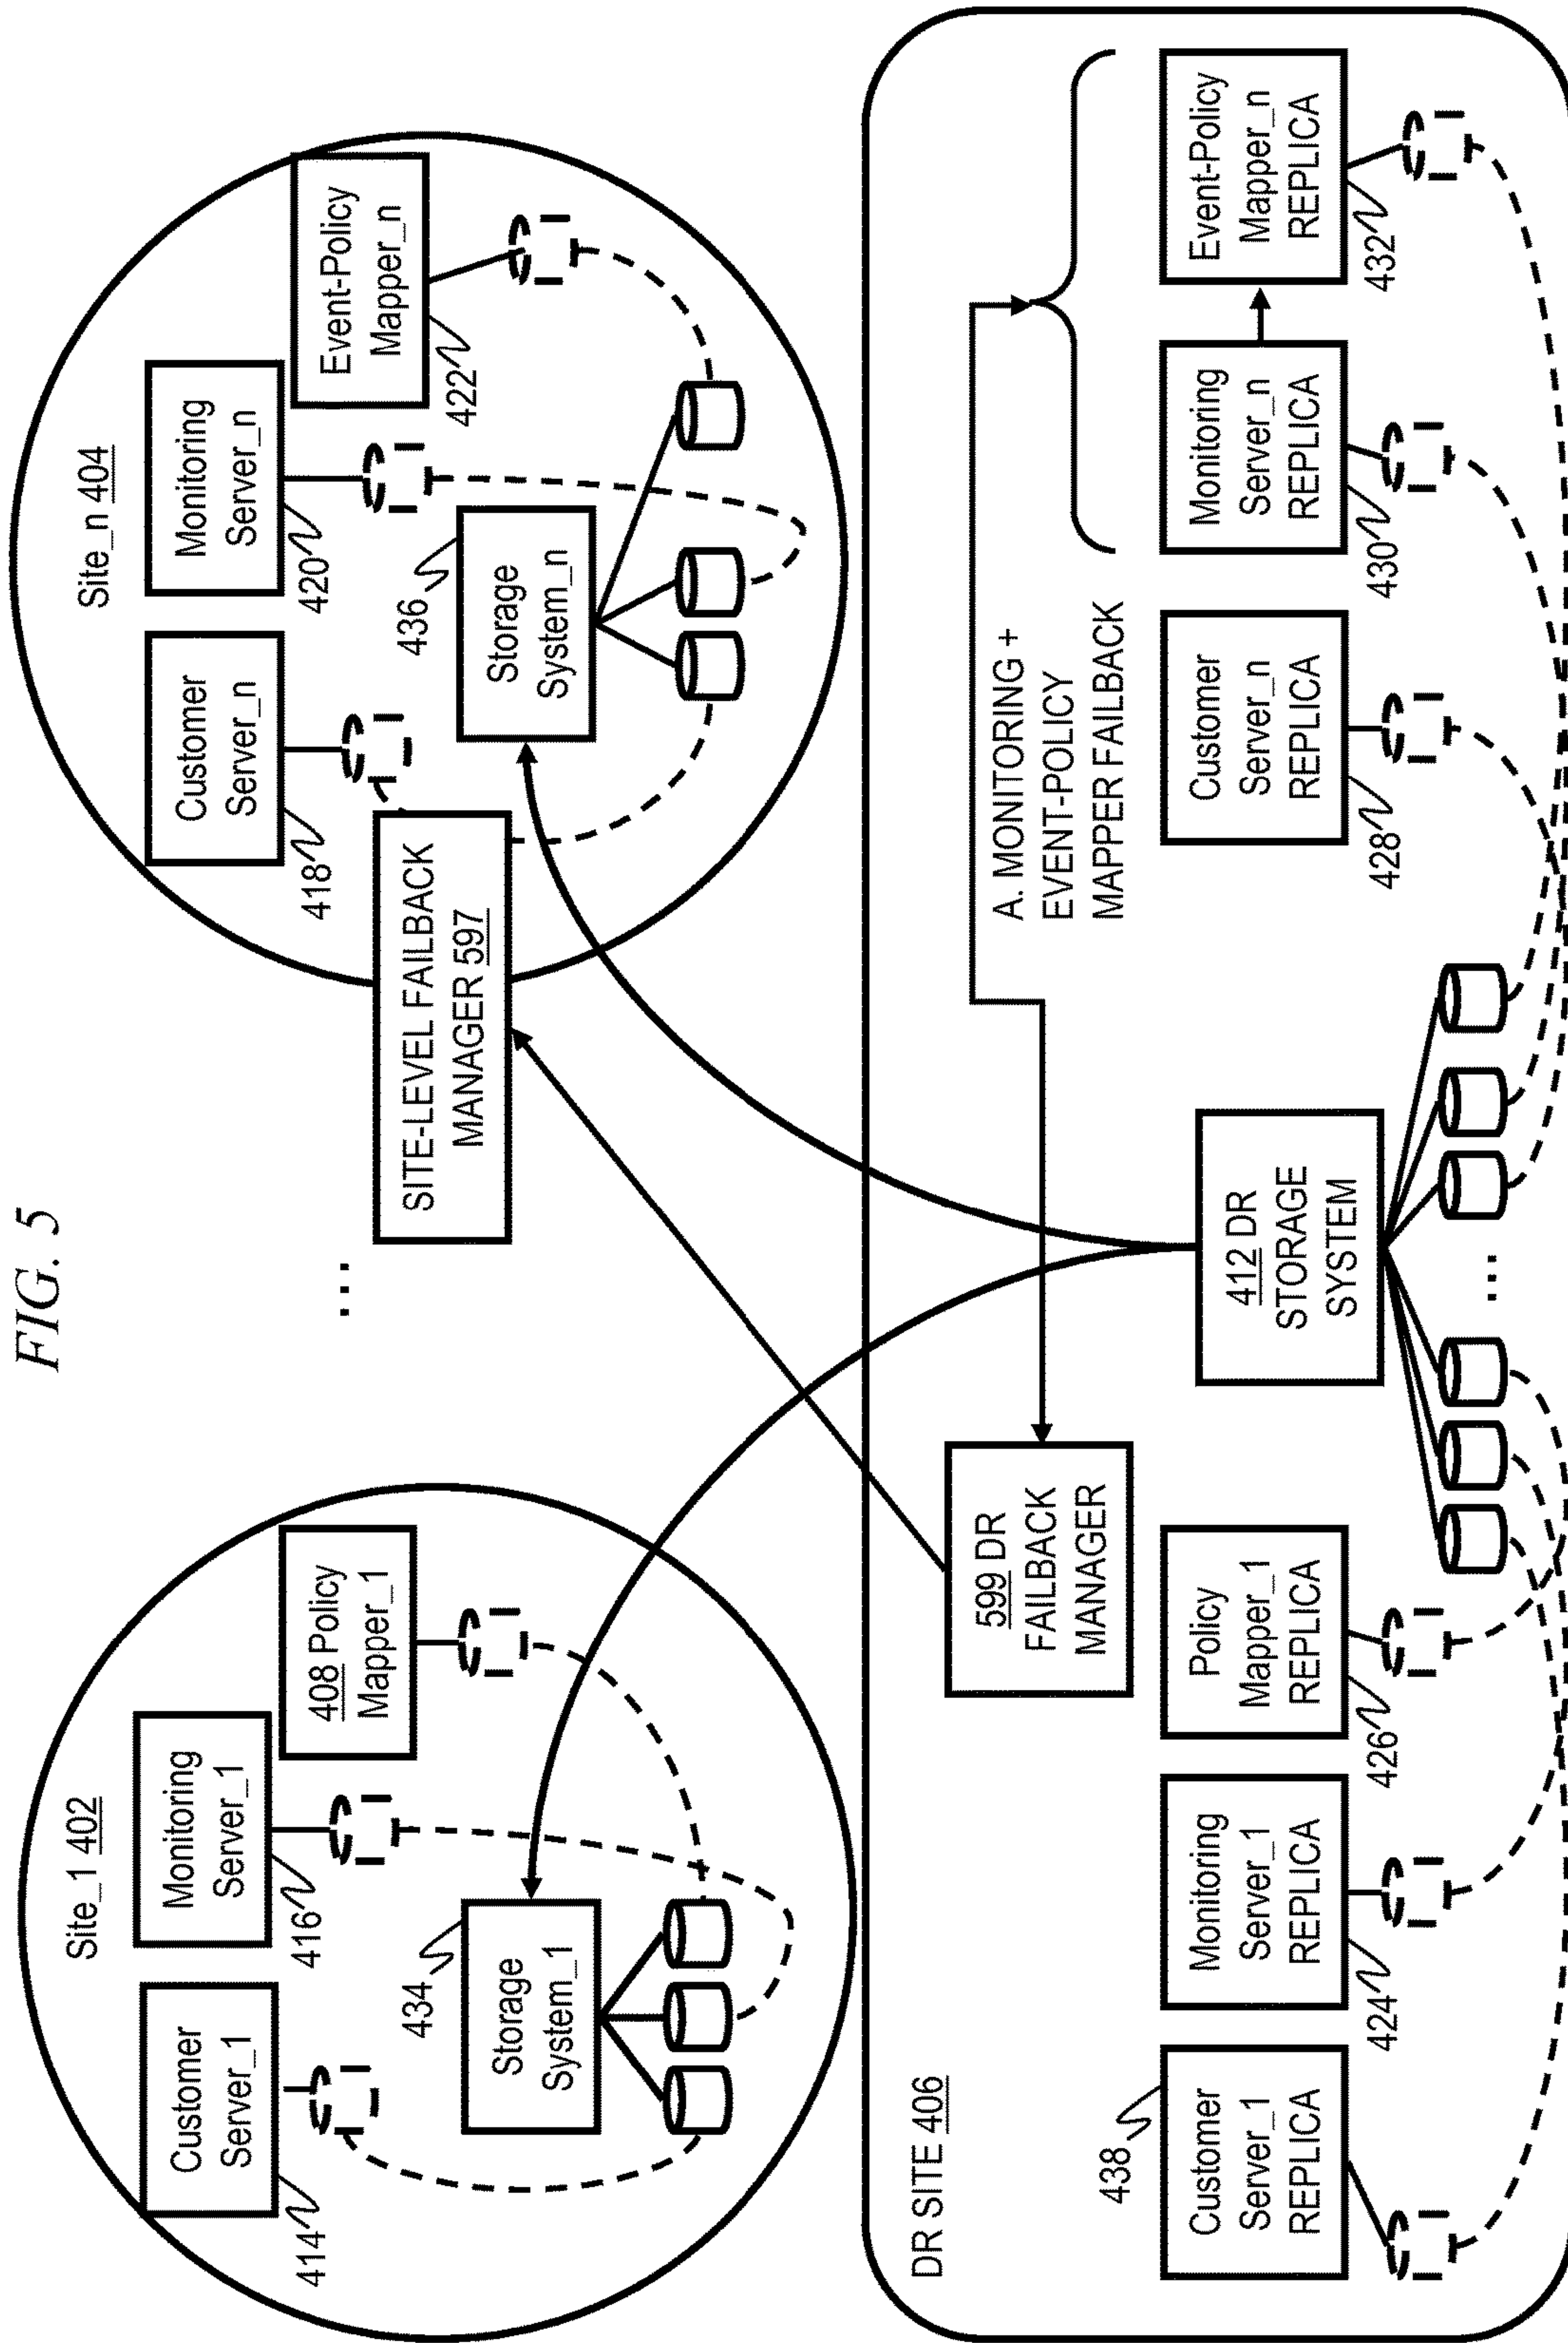 FIG. 5
Site_1 402
Customer
Server_1
414
Monitoring
Server_1
416
408 Policy
Mapper_1
434
Storage
System_1
...
Site_n 404
Customer
Server_n
418
Monitoring
Server_n
420
Event-Policy
Mapper_n
422
436
Storage
System_n
SITE-LEVEL FAILBACK
MANAGER 597
DR SITE 406
599 DR
FAILBACK
MANAGER
A. MONITORING +
EVENT-POLICY
MAPPER FAILBACK
438
Customer
Server_1
REPLICA
Monitoring
Server_1
REPLICA
424
Policy
Mapper_1
REPLICA
426
412 DR
STORAGE
SYSTEM
...
Customer
Server_n
REPLICA
428
Monitoring
Server_n
REPLICA
430
Event-Policy
Mapper_n
REPLICA
432